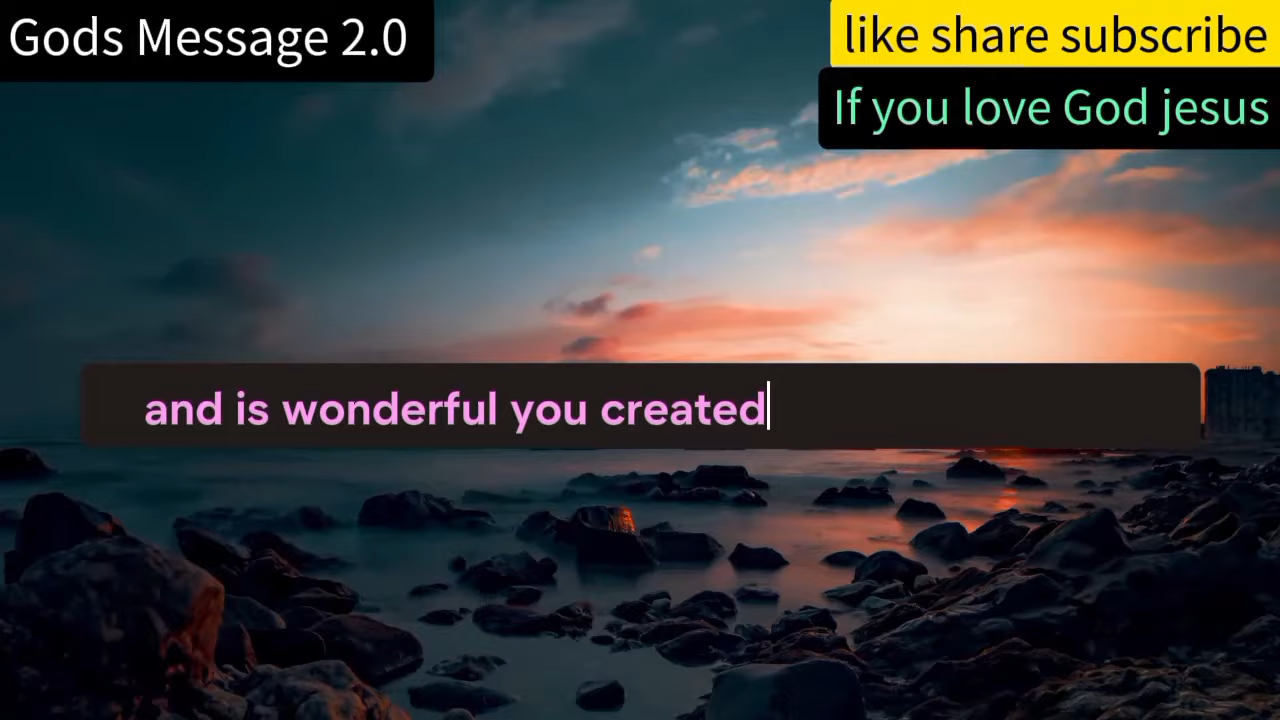 Gods Message 2.0
like share subscribe
If you love God jesus
and is wonderful you created